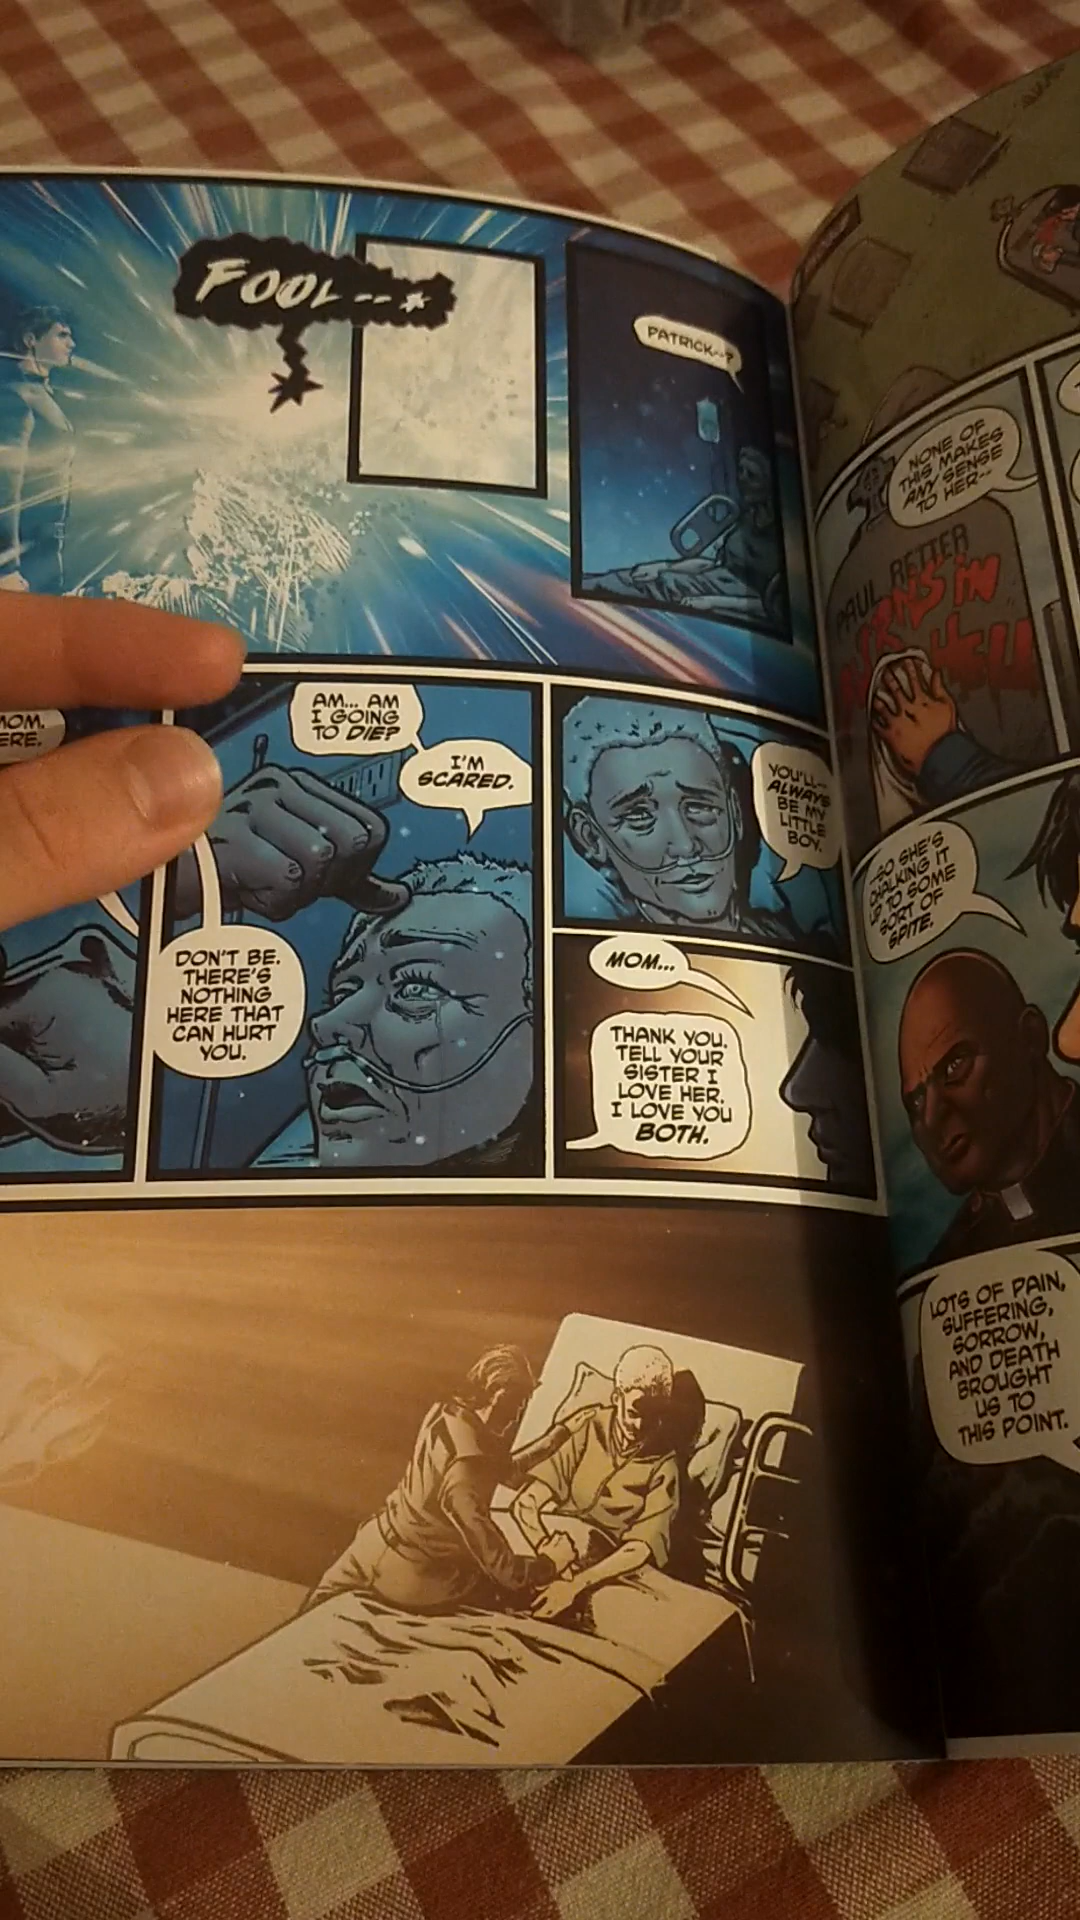 FOOL--
PATRICK--?
MOM.
ERE.
AM... AM
I GOING
TO DIE?
I'M
SCARED.
DON'T BE.
THERE'S
NOTHING
HERE THAT
CAN HURT
YOU.
YOU'LL--
ALWAYS
BE MY
LITTLE
BOY.
MOM...
THANK YOU.
TELL YOUR
SISTER I
LOVE HER.
I LOVE YOU
BOTH.
NONE OF
THIS MAKES
ANY SENSE
TO HER--
PAUL RETTER
IN
--SO SHE'S
CHALKING IT
UP TO SOME
SORT OF
SPITE.
LOTS OF PAIN,
SUFFERING,
SORROW,
AND DEATH
BROUGHT
US TO
THIS POINT.